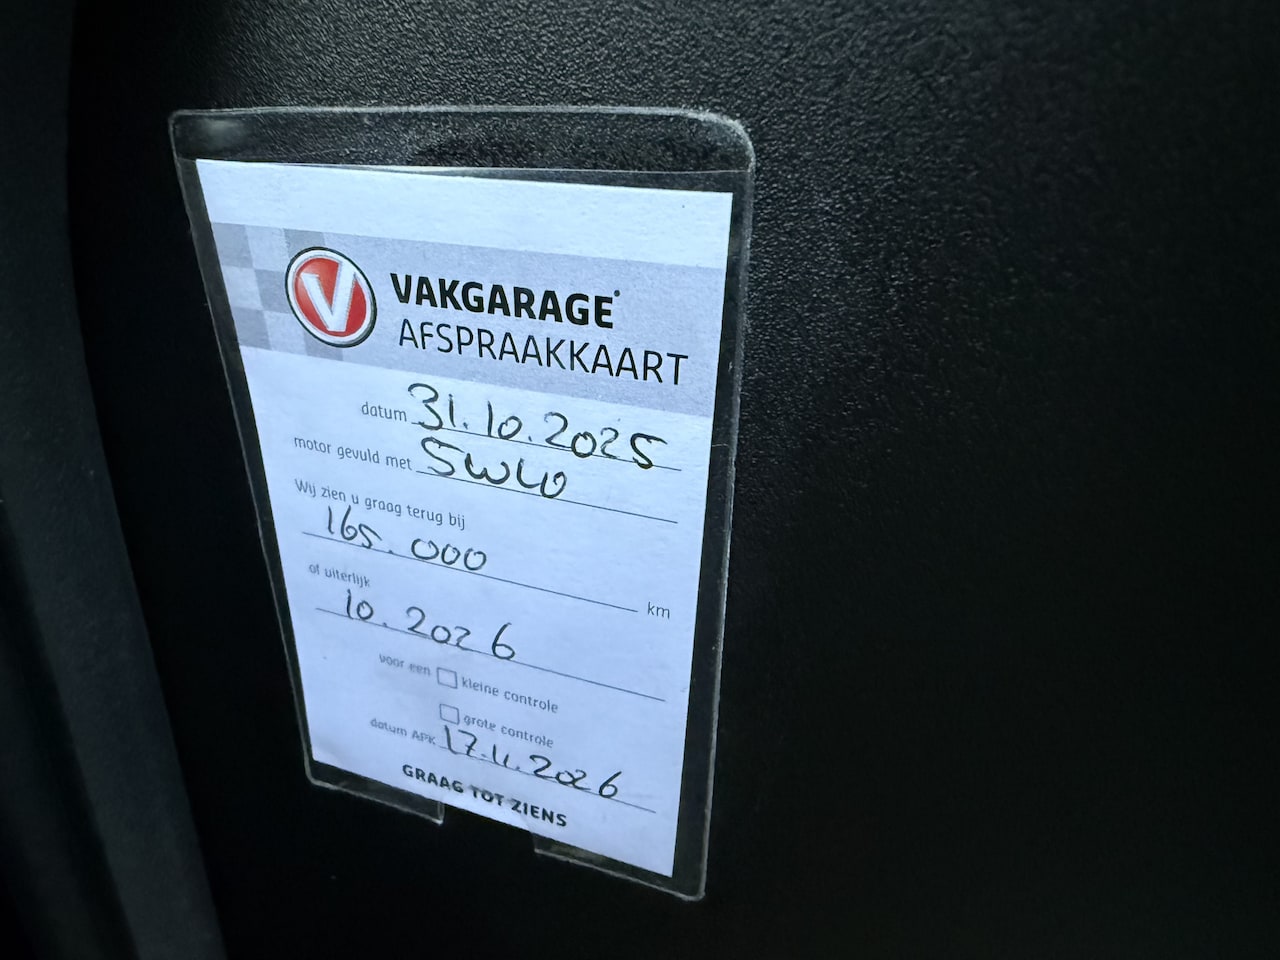 V VAKGARAGE
AFSPRAAKKAART
datum 31.10.2025
motor gevuld met 5W40
Wij zien u graag terug bij
165.000 km
of uiterlijk
10.2026
voor een kleine controle
grote controle
datum APK 17.11.2026
GRAAG TOT ZIENS